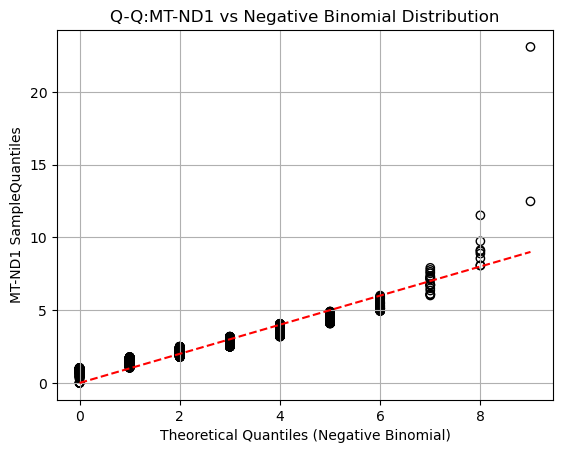 Q-Q:MT-ND1 vs Negative Binomial Distribution
MT-ND1 SampleQuantiles
20
15
10
5
0
0 2 4 6 8
Theoretical Quantiles (Negative Binomial)